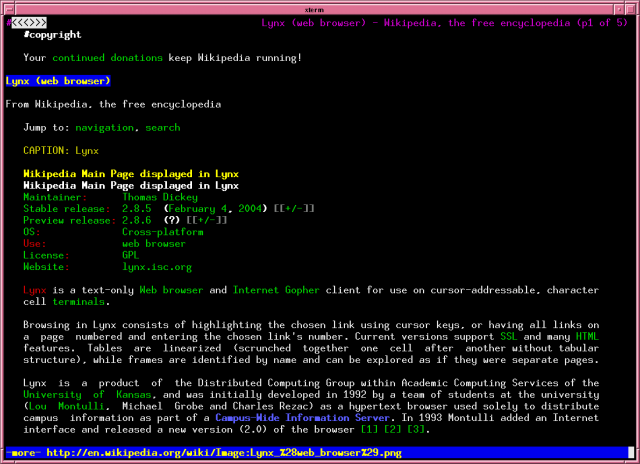 xterm
#<<<>>> Lynx (web browser) - Wikipedia, the free encyclopedia (p1 of 5)
#copyright
Your continued donations keep Wikipedia running!
Lynx (web browser)
From Wikipedia, the free encyclopedia
Jump to: navigation, search
CAPTION: Lynx
Wikipedia Main Page displayed in Lynx
Wikipedia Main Page displayed in Lynx
Maintainer: Thomas Dickey
Stable release: 2.8.5 (February 4, 2004) [[+/-]]
Preview release: 2.8.6 (?) [[+/-]]
OS: Cross-platform
Use: web browser
License: GPL
Website: lynx.isc.org
Lynx is a text-only Web browser and Internet Gopher client for use on cursor-addressable, character
cell terminals.
Browsing in Lynx consists of highlighting the chosen link using cursor keys, or having all links on
a page numbered and entering the chosen link's number. Current versions support SSL and many HTML
features. Tables are linearized (scrunched together one cell after another without tabular
structure), while frames are identified by name and can be explored as if they were separate pages.
Lynx is a product of the Distributed Computing Group within Academic Computing Services of the
University of Kansas, and was initially developed in 1992 by a team of students at the university
(Lou Montulli, Michael Grobe and Charles Rezac) as a hypertext browser used solely to distribute
campus information as part of a Campus-Wide Information Server. In 1993 Montulli added an Internet
interface and released a new version (2.0) of the browser [1] [2] [3].
-more- http://en.wikipedia.org/wiki/Image:Lynx_%28web_browser%29.png